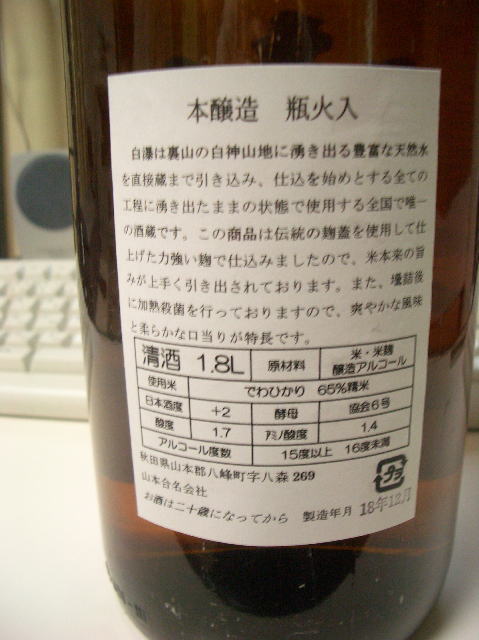 本醸造　瓶火入
白瀑は裏山の白神山地に湧き出る豊富な天然水
を直接蔵まで引き込み、仕込を始めとする全ての
工程に湧き出たままの状態で使用する全国で唯一
の酒蔵です。この商品は伝統の麹蓋を使用して仕
上げた力強い麹で仕込みましたので、米本来の旨
みが上手く引き出されております。また、壜詰後
に加熱殺菌を行っておりますので、爽やかな風味
と柔らかな口当りが特長です。
清酒 1.8L 原材料 米・米麹
醸造アルコール
使用米 でわひかり 65%精米
日本酒度 +2 酵母 協会6号
酸度 1.7 アミノ酸度 1.4
アルコール度数 15度以上 16度未満
秋田県山本郡八峰町字八森 269
山本合名会社
プラ
お酒は二十歳になってから 製造年月 18年12月